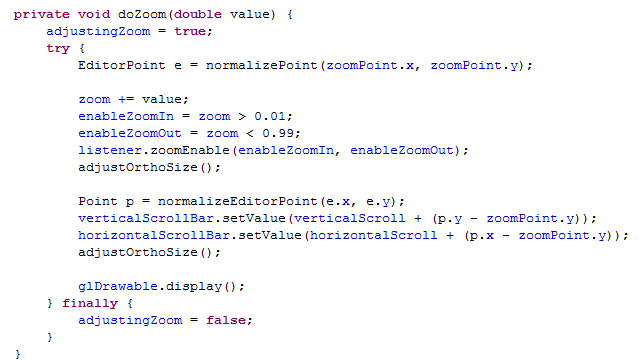 private void doZoom(double value) {
    adjustingZoom = true;
    try {
        EditorPoint e = normalizePoint(zoomPoint.x, zoomPoint.y);

        zoom += value;
        enableZoomIn = zoom > 0.01;
        enableZoomOut = zoom < 0.99;
        listener.zoomEnable(enableZoomIn, enableZoomOut);
        adjustOrthoSize();

        Point p = normalizeEditorPoint(e.x, e.y);
        verticalScrollBar.setValue(verticalScroll + (p.y - zoomPoint.y));
        horizontalScrollBar.setValue(horizontalScroll + (p.x - zoomPoint.y));
        adjustOrthoSize();

        glDrawable.display();
    } finally {
        adjustingZoom = false;
    }
}